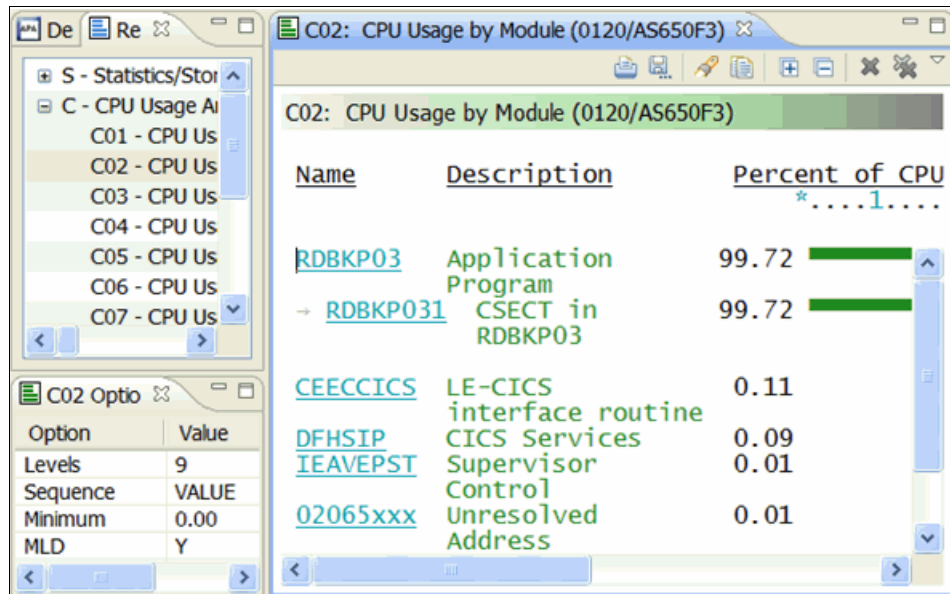 De
Re
S - Statistics/Stor
C - CPU Usage A
C01 - CPU Us
C02 - CPU Us
C03 - CPU Us
C04 - CPU Us
C05 - CPU Us
C06 - CPU Us
C07 - CPU Us
C02 Optio
Option Value
Levels 9
Sequence VALUE
Minimum 0.00
MLD Y
C02: CPU Usage by Module (0120/AS650F3)
C02: CPU Usage by Module (0120/AS650F3)
Name Description Percent of CPU
*....1....
RDBKP03 Application 99.72
Program
→ RDBKP031 CSECT in 99.72
RDBKP03
CEECCICS LE-CICS 0.11
interface routine
DFHSIP CICS Services 0.09
IEAVEPST Supervisor 0.01
Control
02065xxx Unresolved 0.01
Address